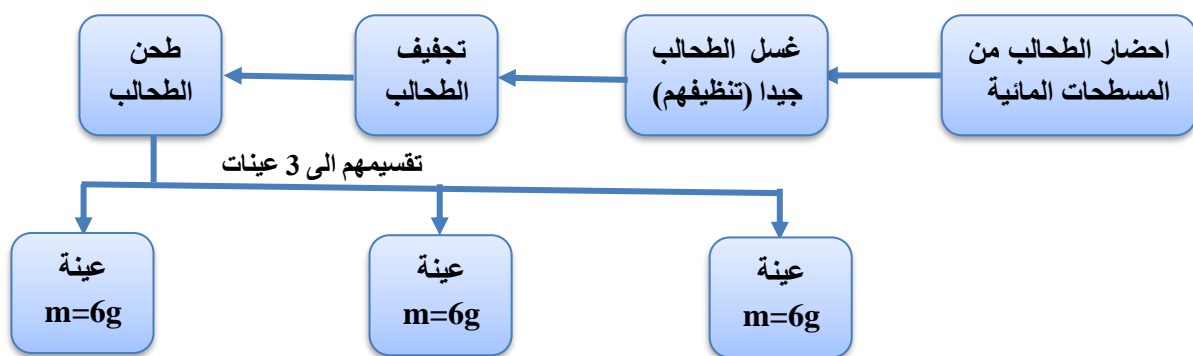 احضار الطحالب من
المسطحات المائية
غسل الطحالب
جيدا (تنظيفهم)
تجفيف
الطحالب
طحن
الطحالب
تقسيمهم الى 3 عينات
عينة
m=6g
عينة
m=6g
عينة
m=6g